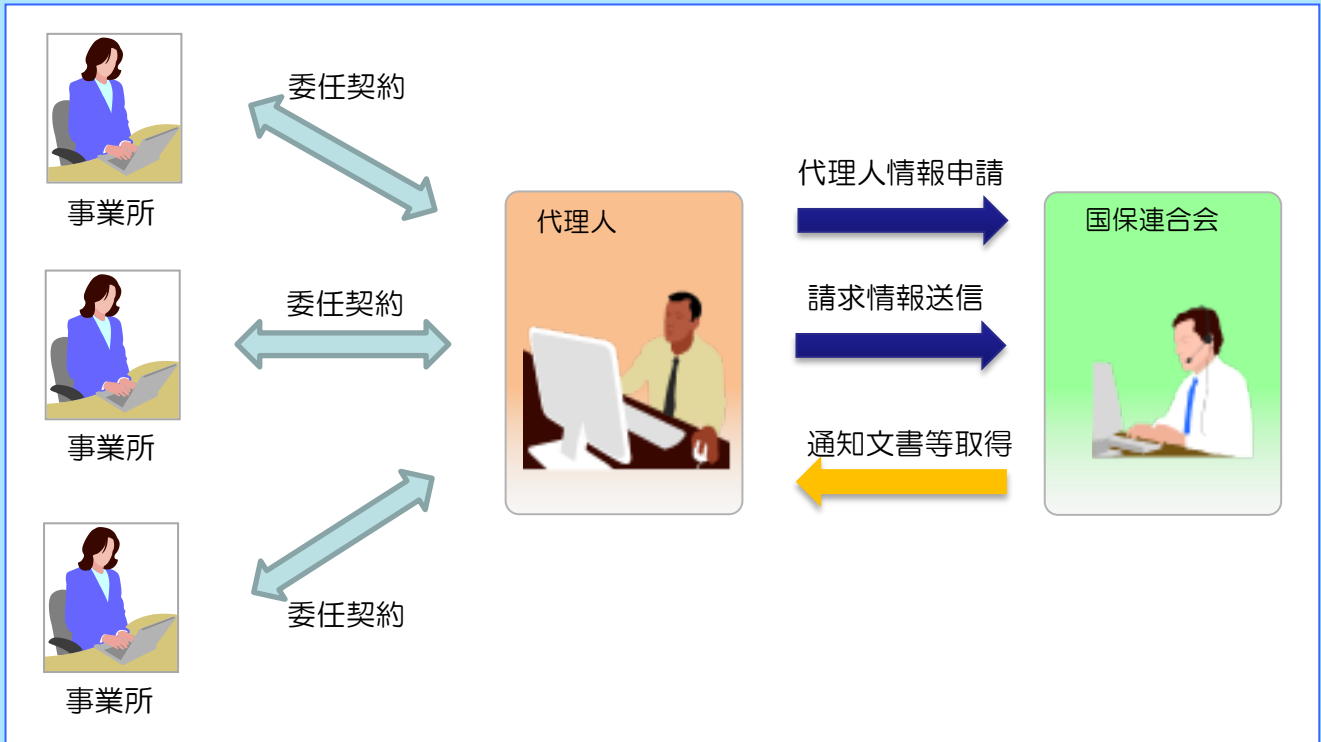 委任契約
事業所
代理人情報申請
代理人
国保連合会
委任契約
請求情報送信
事業所
通知文書等取得
委任契約
事業所